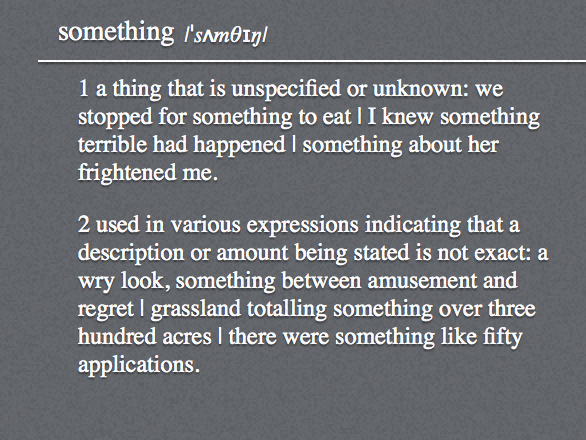 something /ˈsʌmθɪŋ/
1 a thing that is unspecified or unknown: we
stopped for something to eat | I knew something
terrible had happened | something about her
frightened me.
2 used in various expressions indicating that a
description or amount being stated is not exact: a
wry look, something between amusement and
regret | grassland totalling something over three
hundred acres | there were something like fifty
applications.